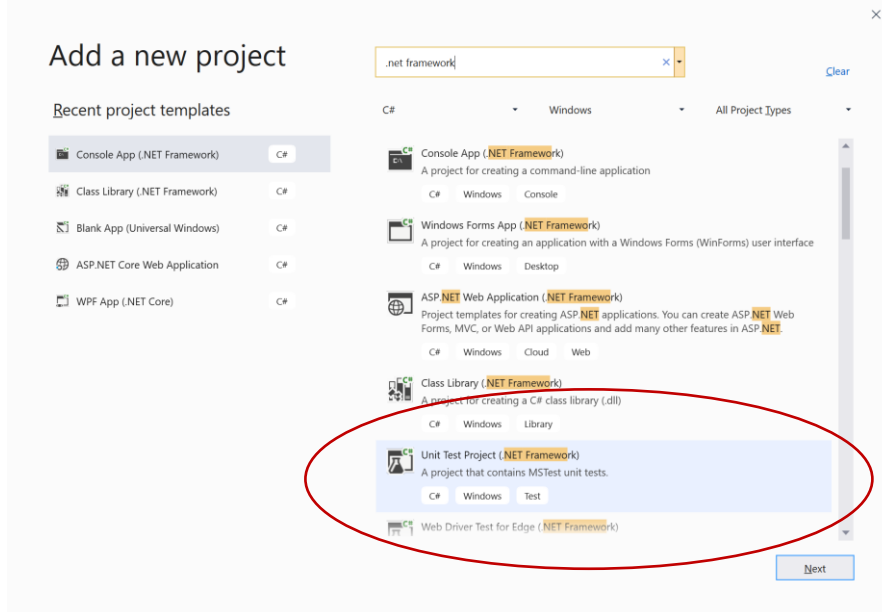 Add a new project
.net framework
Clear
Recent project templates
C#
Windows
All Project Types
Console App (.NET Framework) C#
Class Library (.NET Framework) C#
Blank App (Universal Windows) C#
ASP.NET Core Web Application C#
WPF App (.NET Core) C#
Console App (.NET Framework)
A project for creating a command-line application
C# Windows Console
Windows Forms App (.NET Framework)
A project for creating an application with a Windows Forms (WinForms) user interface
C# Windows Desktop
ASP.NET Web Application (.NET Framework)
Project templates for creating ASP.NET applications. You can create ASP.NET Web
Forms, MVC, or Web API applications and add many other features in ASP.NET.
C# Windows Cloud Web
Class Library (.NET Framework)
A project for creating a C# class library (.dll)
C# Windows Library
Unit Test Project (.NET Framework)
A project that contains MSTest unit tests.
C# Windows Test
Web Driver Test for Edge (.NET Framework)
Next